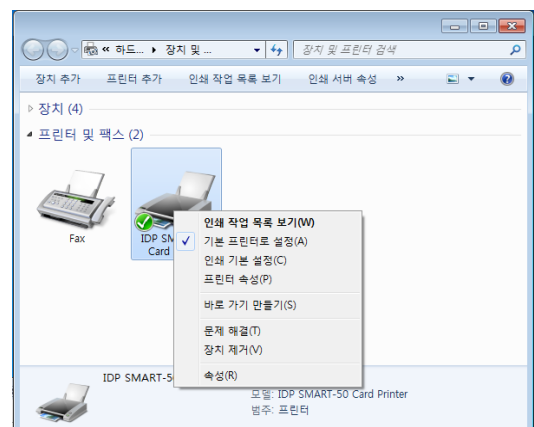 « 하드... ▸ 장치 및 ...
장치 및 프린터 검색
장치 추가 프린터 추가 인쇄 작업 목록 보기 인쇄 서버 속성 »
장치 (4)
프린터 및 팩스 (2)
Fax
IDP SM
Card
인쇄 작업 목록 보기(W)
기본 프린터로 설정(A)
인쇄 기본 설정(C)
프린터 속성(P)
바로 가기 만들기(S)
문제 해결(T)
장치 제거(V)
속성(R)
IDP SMART-5
모델: IDP SMART-50 Card Printer
범주: 프린터